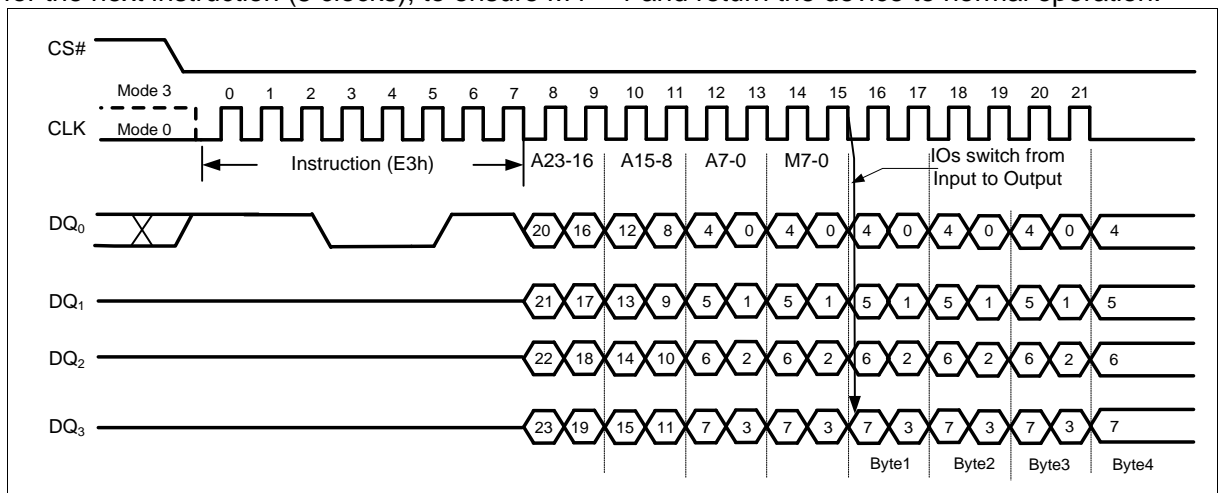 for the next instruction (8 clocks), to ensure M4 = 1 and return the device to normal operation.
CS#
Mode 3
0 1 2 3 4 5 6 7 8 9 10 11 12 13 14 15 16 17 18 19 20 21
CLK
Mode 0
Instruction (E3h)
A23-16 A15-8 A7-0 M7-0
IOs switch from
Input to Output
DQ0
20 16 12 8 4 0 4 0 4 0 4 0 4 0 4
DQ1
21 17 13 9 5 1 5 1 5 1 5 1 5 1 5
DQ2
22 18 14 10 6 2 6 2 6 2 6 2 6 2 6
DQ3
23 19 15 11 7 3 7 3 7 3 7 3 7 3 7
Byte1 Byte2 Byte3 Byte4